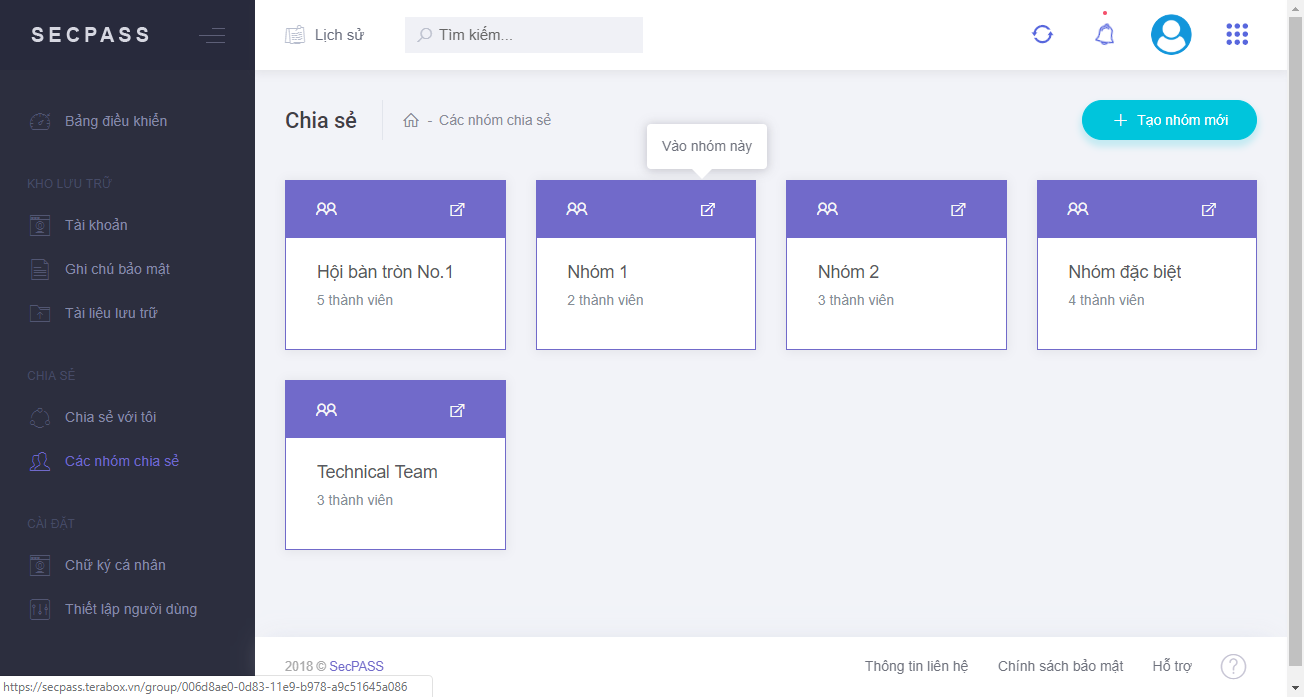 SECPASS
Lịch sử
Tìm kiếm...
Bảng điều khiển
KHO LƯU TRỮ
Tài khoản
Ghi chú bảo mật
Tài liệu lưu trữ
CHIA SẺ
Chia sẻ với tôi
Các nhóm chia sẻ
CÀI ĐẶT
Chữ ký cá nhân
Thiết lập người dùng
Chia sẻ
- Các nhóm chia sẻ
+ Tạo nhóm mới
Vào nhóm này
Hội bàn tròn No.1
5 thành viên
Nhóm 1
2 thành viên
Nhóm 2
3 thành viên
Nhóm đặc biệt
4 thành viên
Technical Team
3 thành viên
2018 © SecPASS
Thông tin liên hệ
Chính sách bảo mật
Hỗ trợ
?
https://secpass.terabox.vn/group/006d8ae0-0d83-11e9-b978-a9c51645a086